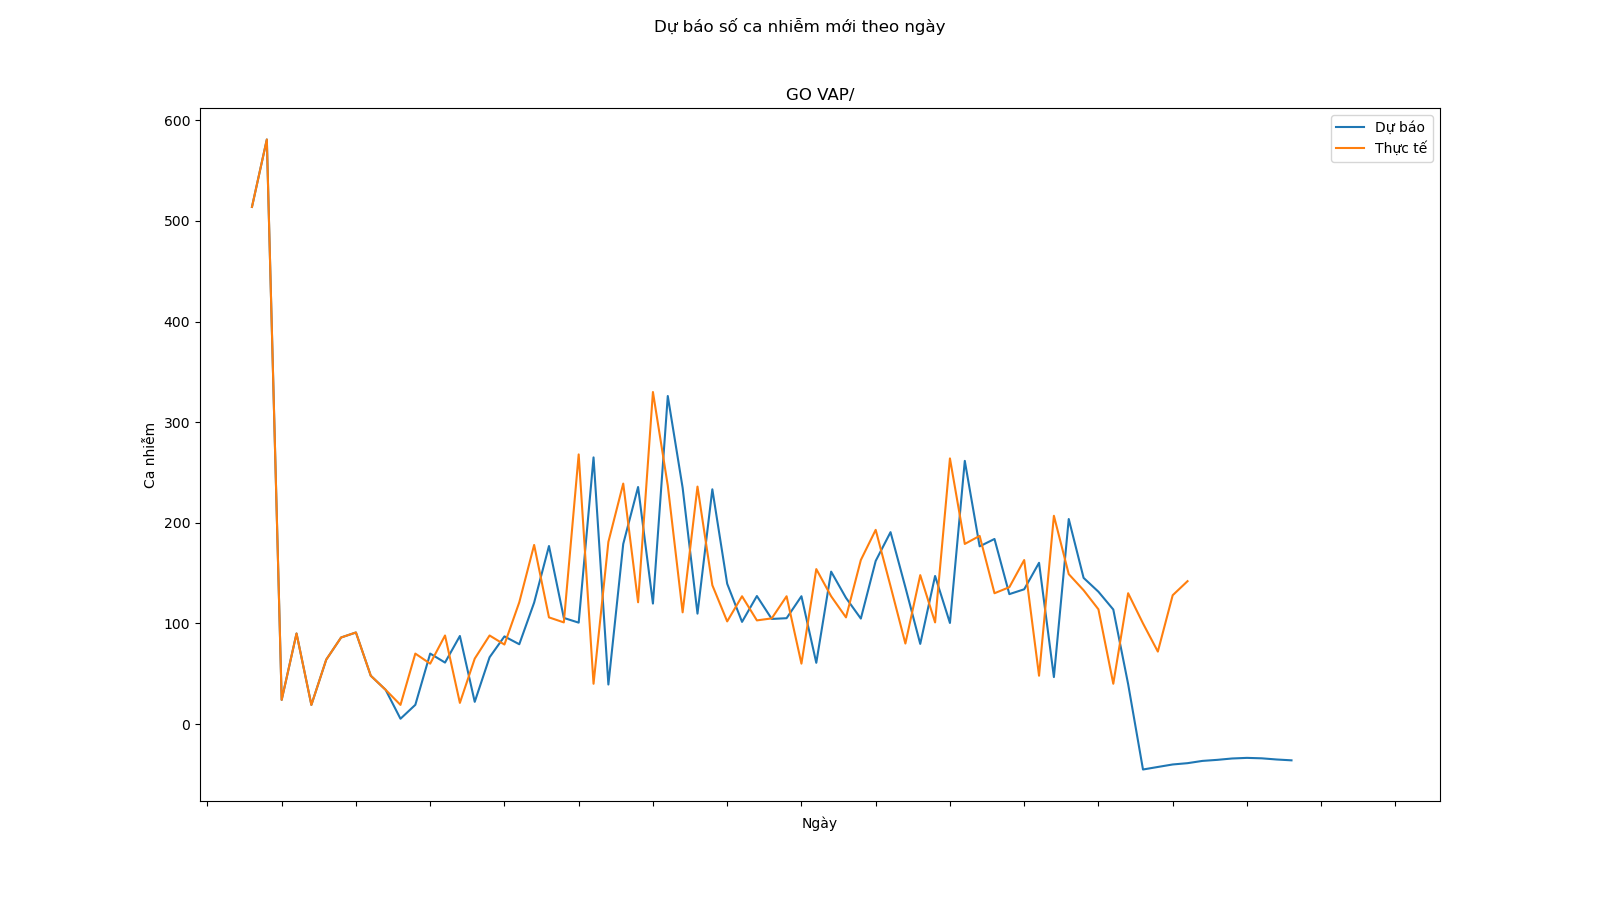 Dự báo số ca nhiễm mới theo ngày
GO VAP/
600
500
400
300
200
100
0
Ca nhiễm
Dự báo
Thực tế
Ngày